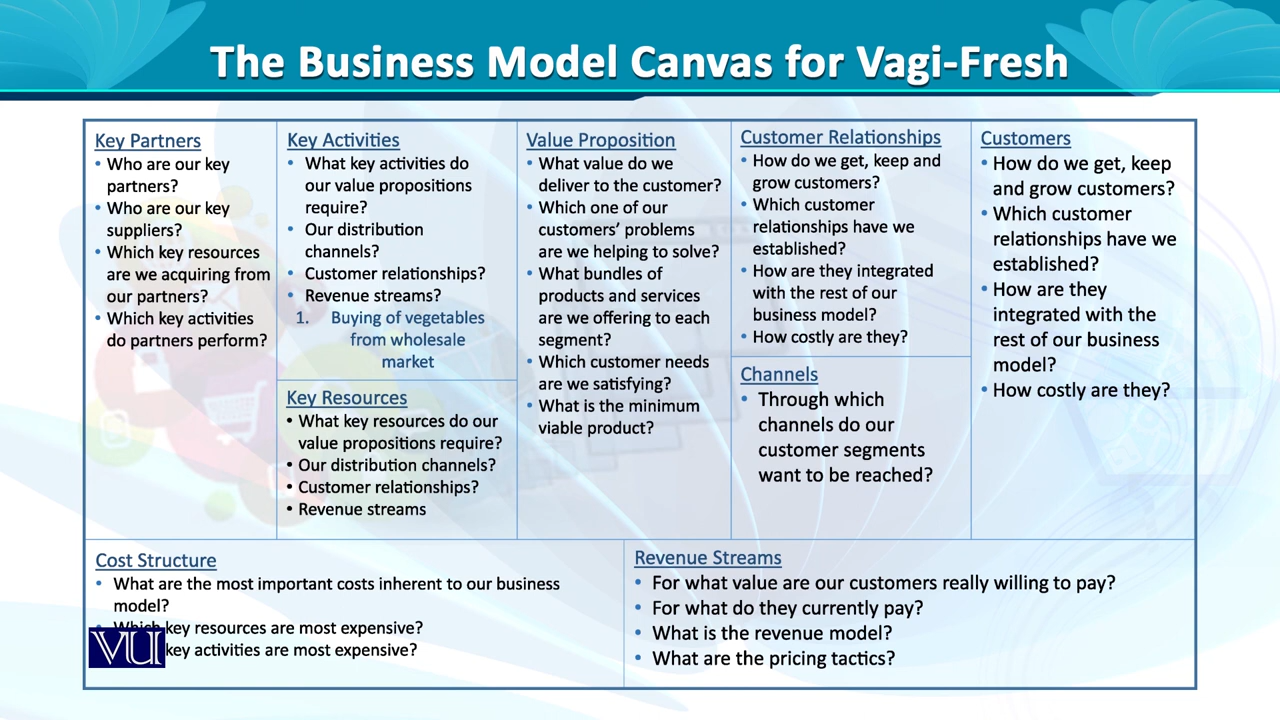 The Business Model Canvas for Vagi-Fresh
Key Partners
• Who are our key
partners?
• Who are our key
suppliers?
• Which key resources
are we acquiring from
our partners?
• Which key activities
do partners perform?
Key Activities
• What key activities do
our value propositions
require?
• Our distribution
channels?
• Customer relationships?
• Revenue streams?
1. Buying of vegetables
from wholesale
market
Key Resources
• What key resources do our
value propositions require?
• Our distribution channels?
• Customer relationships?
• Revenue streams
Value Proposition
• What value do we
deliver to the customer?
• Which one of our
customers’ problems
are we helping to solve?
• What bundles of
products and services
are we offering to each
segment?
• Which customer needs
are we satisfying?
• What is the minimum
viable product?
Customer Relationships
• How do we get, keep and
grow customers?
• Which customer
relationships have we
established?
• How are they integrated
with the rest of our
business model?
• How costly are they?
Channels
• Through which
channels do our
customer segments
want to be reached?
Customers
• How do we get, keep
and grow customers?
• Which customer
relationships have we
established?
• How are they
integrated with the
rest of our business
model?
• How costly are they?
Cost Structure
• What are the most important costs inherent to our business
model?
• Which key resources are most expensive?
key activities are most expensive?
VU
Revenue Streams
• For what value are our customers really willing to pay?
• For what do they currently pay?
• What is the revenue model?
• What are the pricing tactics?